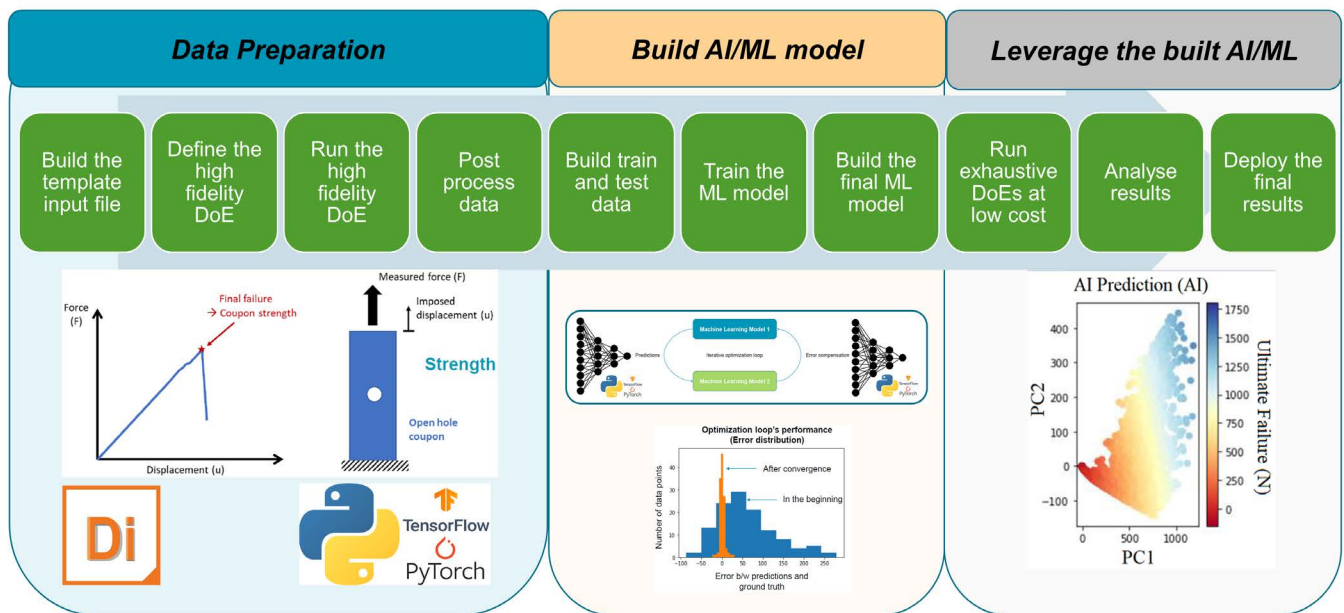 Data Preparation
Build AI/ML model
Leverage the built AI/ML
Build the
template
input file
Define the
high
fidelity
DoE
Run the
high
fidelity
DoE
Post
process
data
Build train
and test
data
Train the
ML model
Build the
final ML
model
Run
exhaustive
DoEs at
low cost
Analyse
results
Deploy the
final
results
Force
(F)
Final failure
→ Coupon strength
Displacement (u)
Measured force (F)
Imposed
displacement (u)
Strength
Open hole
coupon
Di
TensorFlow
PyTorch
Predictions
Machine Learning Model 1
Iterative optimization loop
Machine Learning Model 2
Error compensation
TensorFlow
PyTorch
TensorFlow
PyTorch
Optimization loop's performance
(Error distribution)
Number of data points
40
30
20
10
0
After convergence
In the beginning
-100 -50 0 50 100 150 200 250
Error b/w predictions and
ground truth
AI Prediction (AI)
PC2
400
300
200
100
0
-100
0 500 1000
PC1
1750
1500
1250
1000
750
500
250
0
Ultimate Failure (N)